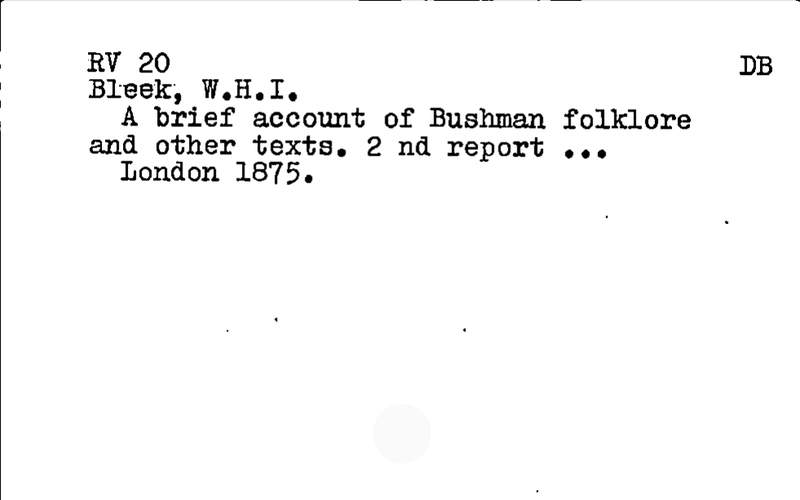 RV 20 DB
Bleek, W.H.I.
A brief account of Bushman folklore
and other texts. 2 nd report ...
London 1875.